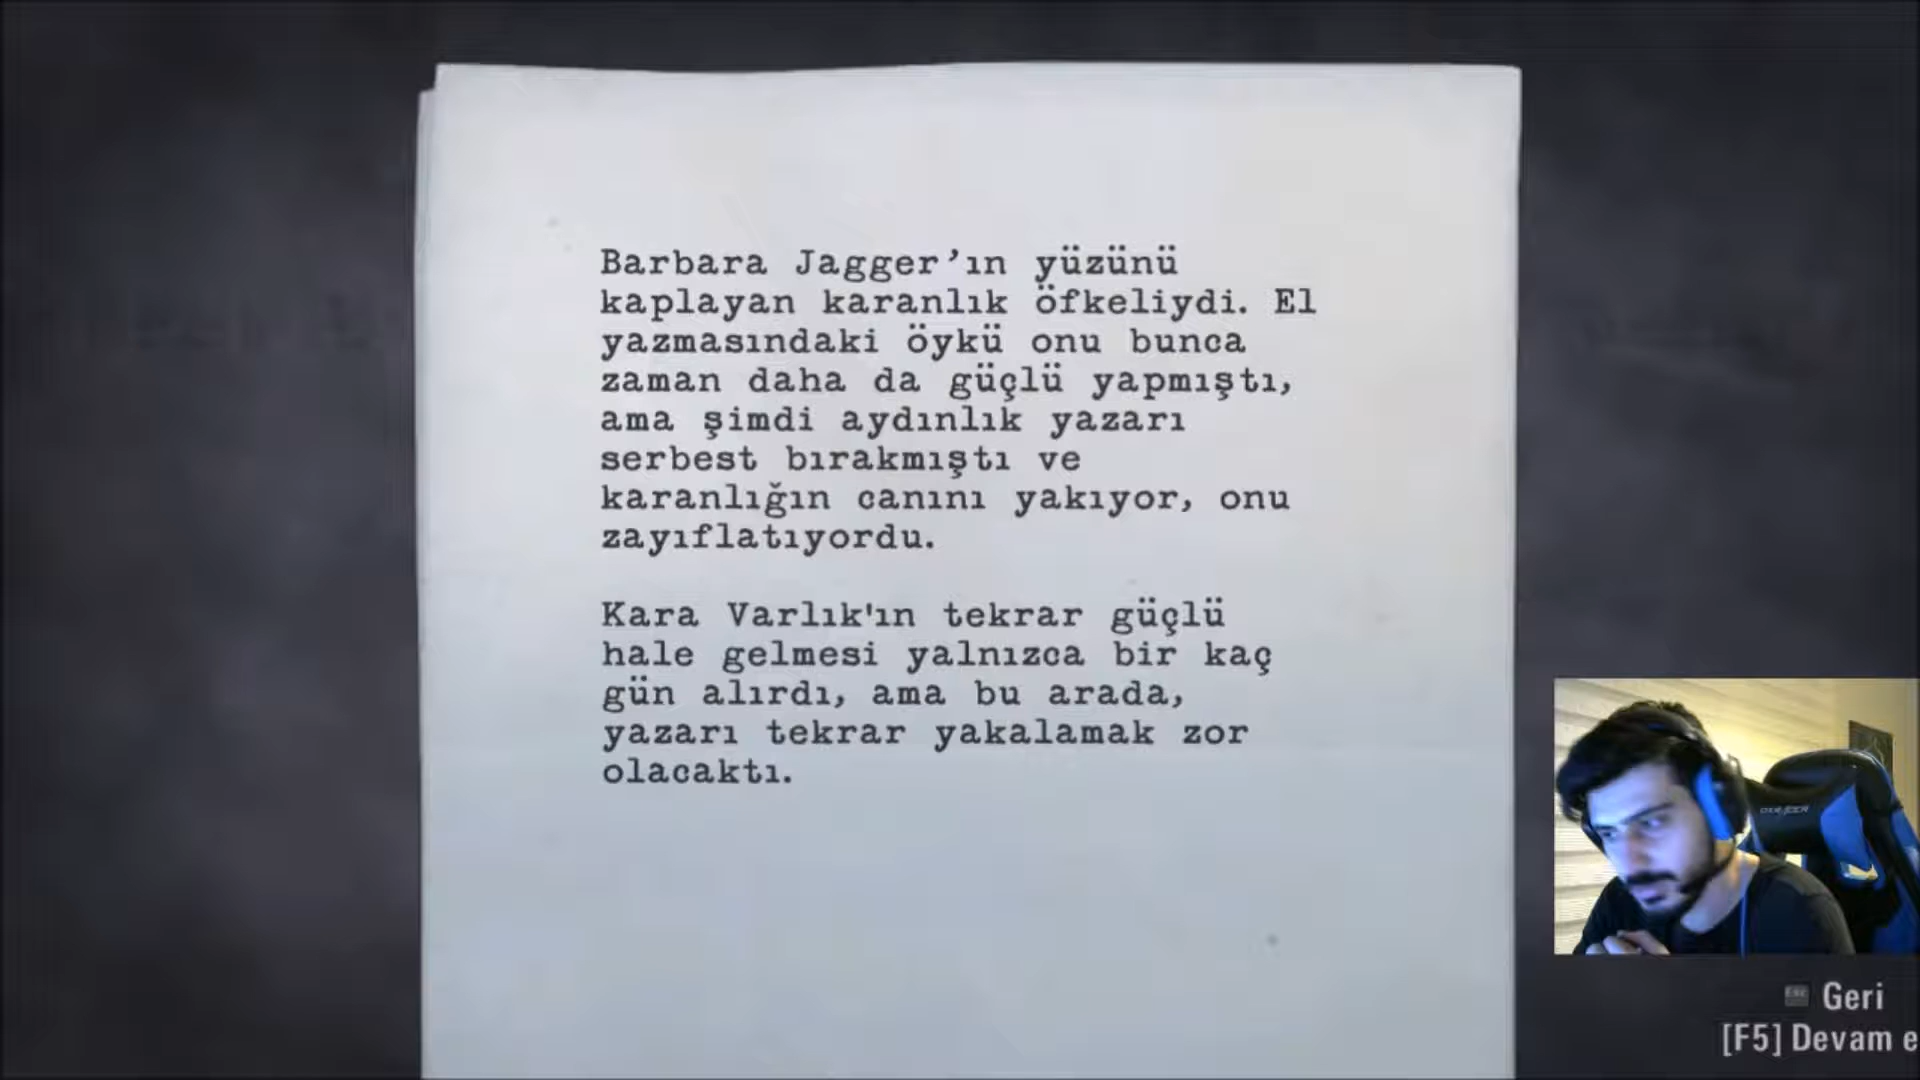 Barbara Jagger’ın yüzünü
kaplayan karanlık öfkeliydi. El
yazmasındaki öykü onu bunca
zaman daha da güçlü yapmıştı,
ama şimdi aydınlık yazarı
serbest bırakmıştı ve
karanlığın canını yakıyor, onu
zayıflatıyordu.
Kara Varlık'ın tekrar güçlü
hale gelmesi yalnızca bir kaç
gün alırdı, ama bu arada,
yazarı tekrar yakalamak zor
olacaktı.
Esc Geri
[F5] Devam e